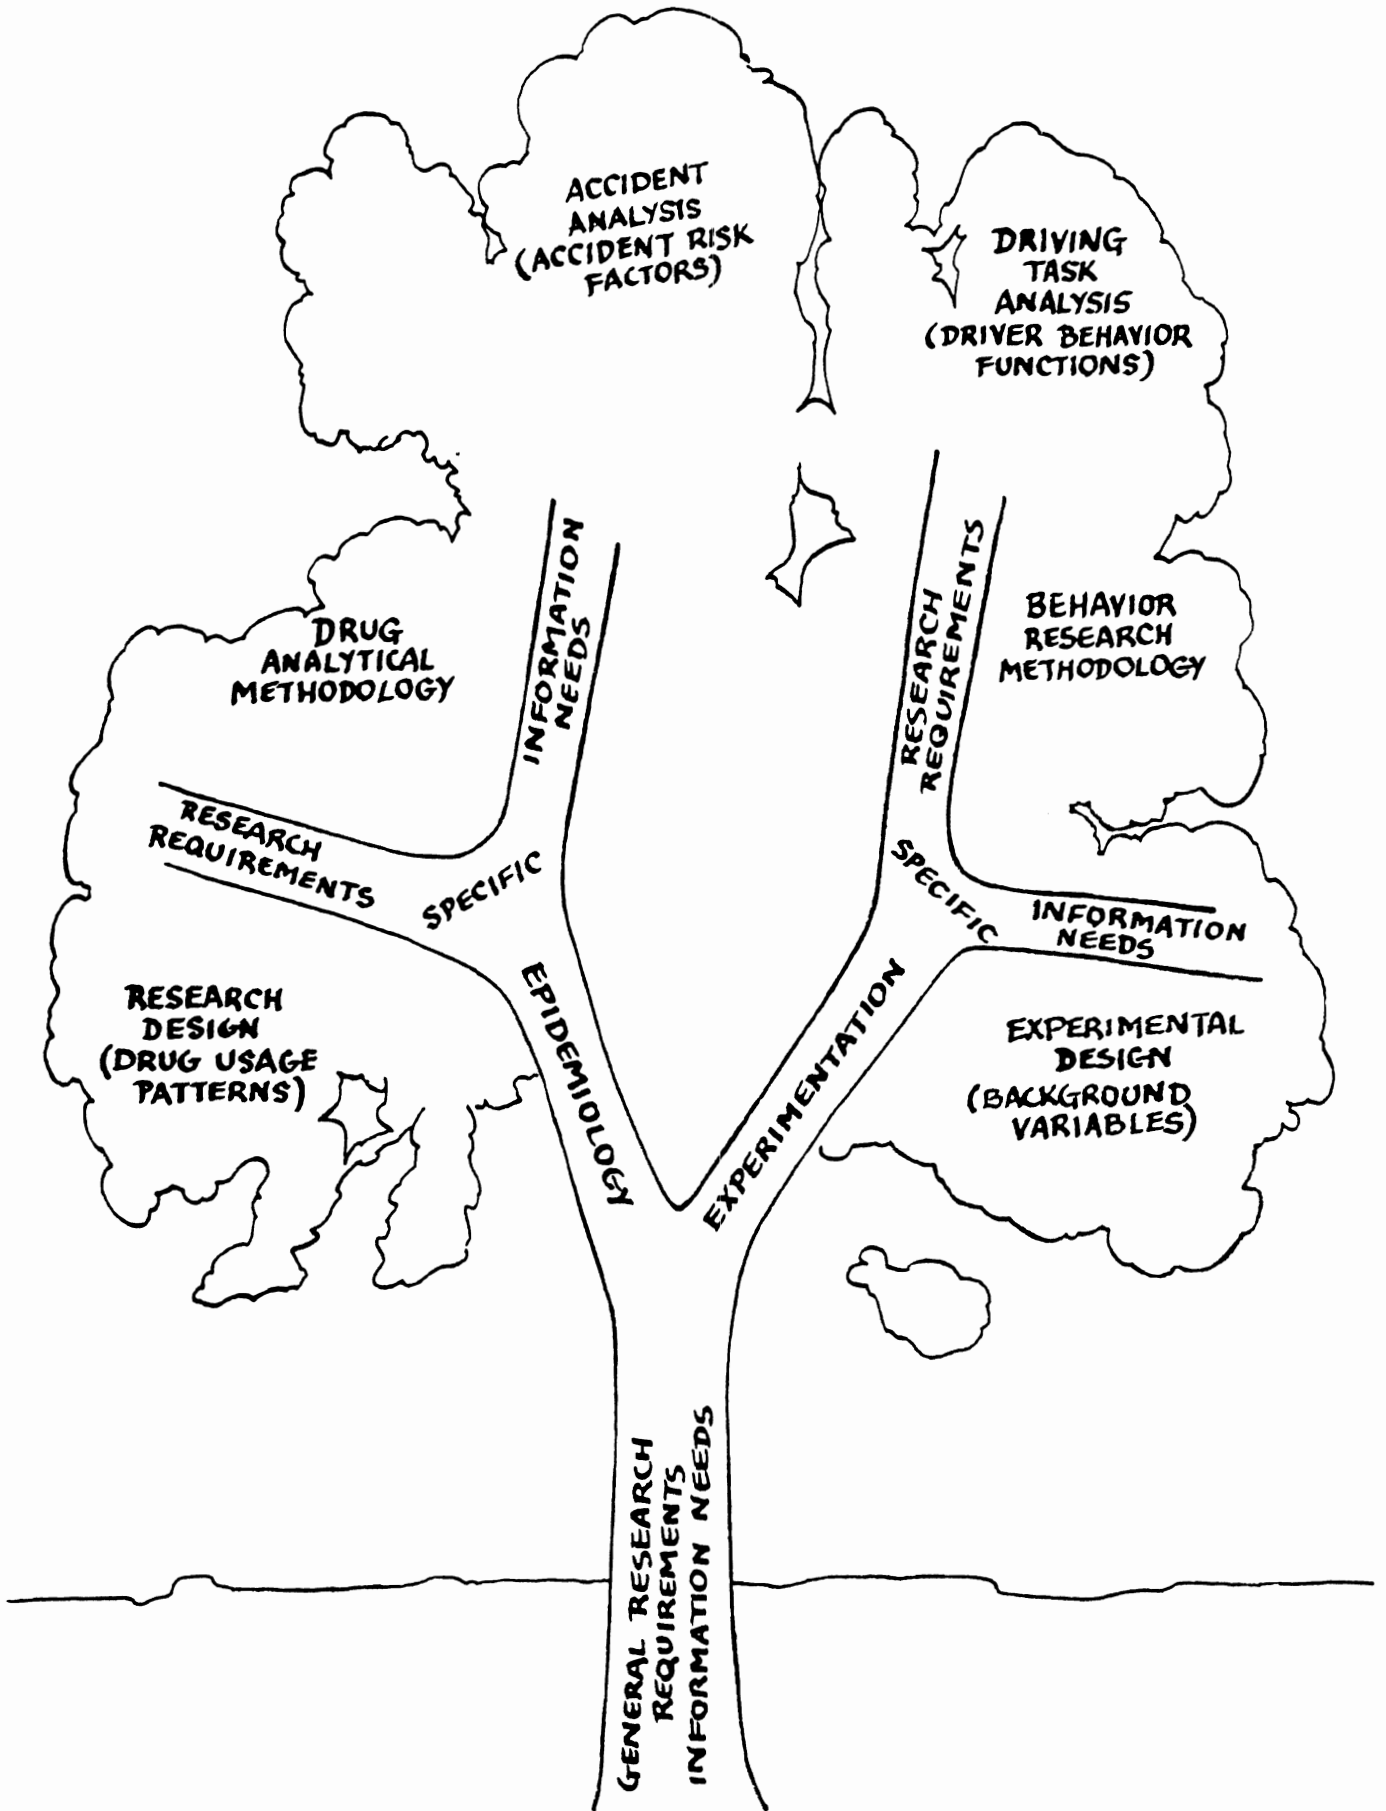 ACCIDENT
ANALYSIS
(ACCIDENT RISK
FACTORS)
DRIVING
TASK
ANALYSIS
(DRIVER BEHAVIOR
FUNCTIONS)
DRUG
ANALYTICAL
METHODOLOGY
INFORMATION
NEEDS
RESEARCH
REQUIREMENTS
BEHAVIOR
RESEARCH
METHODOLOGY
RESEARCH
REQUIREMENTS
SPECIFIC
SPECIFIC
INFORMATION
NEEDS
RESEARCH
DESIGN
(DRUG USAGE
PATTERNS)
EPIDEMIOLOGY
EXPERIMENTATION
EXPERIMENTAL
DESIGN
(BACKGROUND
VARIABLES)
GENERAL RESEARCH
REQUIREMENTS
INFORMATION NEEDS